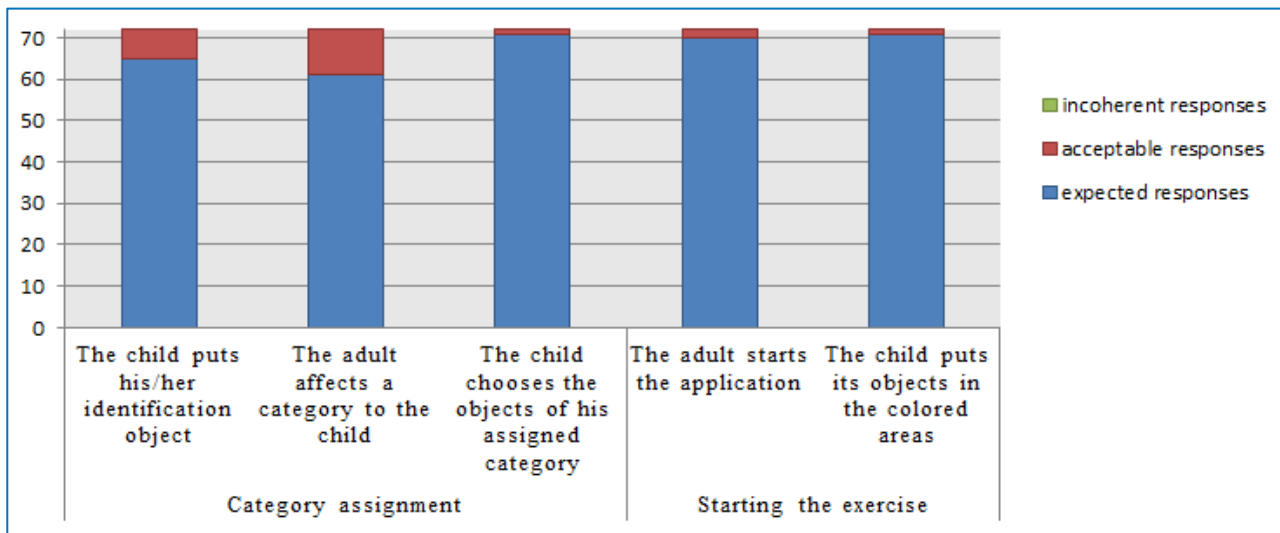 70
60
50
40
30
20
10
0
incoherent responses
acceptable responses
expected responses
The child puts
his/her
identification
object
The adult
affects a
category to the
child
The child
chooses the
objects of his
assigned
category
The adult starts
the application
The child puts
its objects in
the colored
areas
Category assignment
Starting the exercise